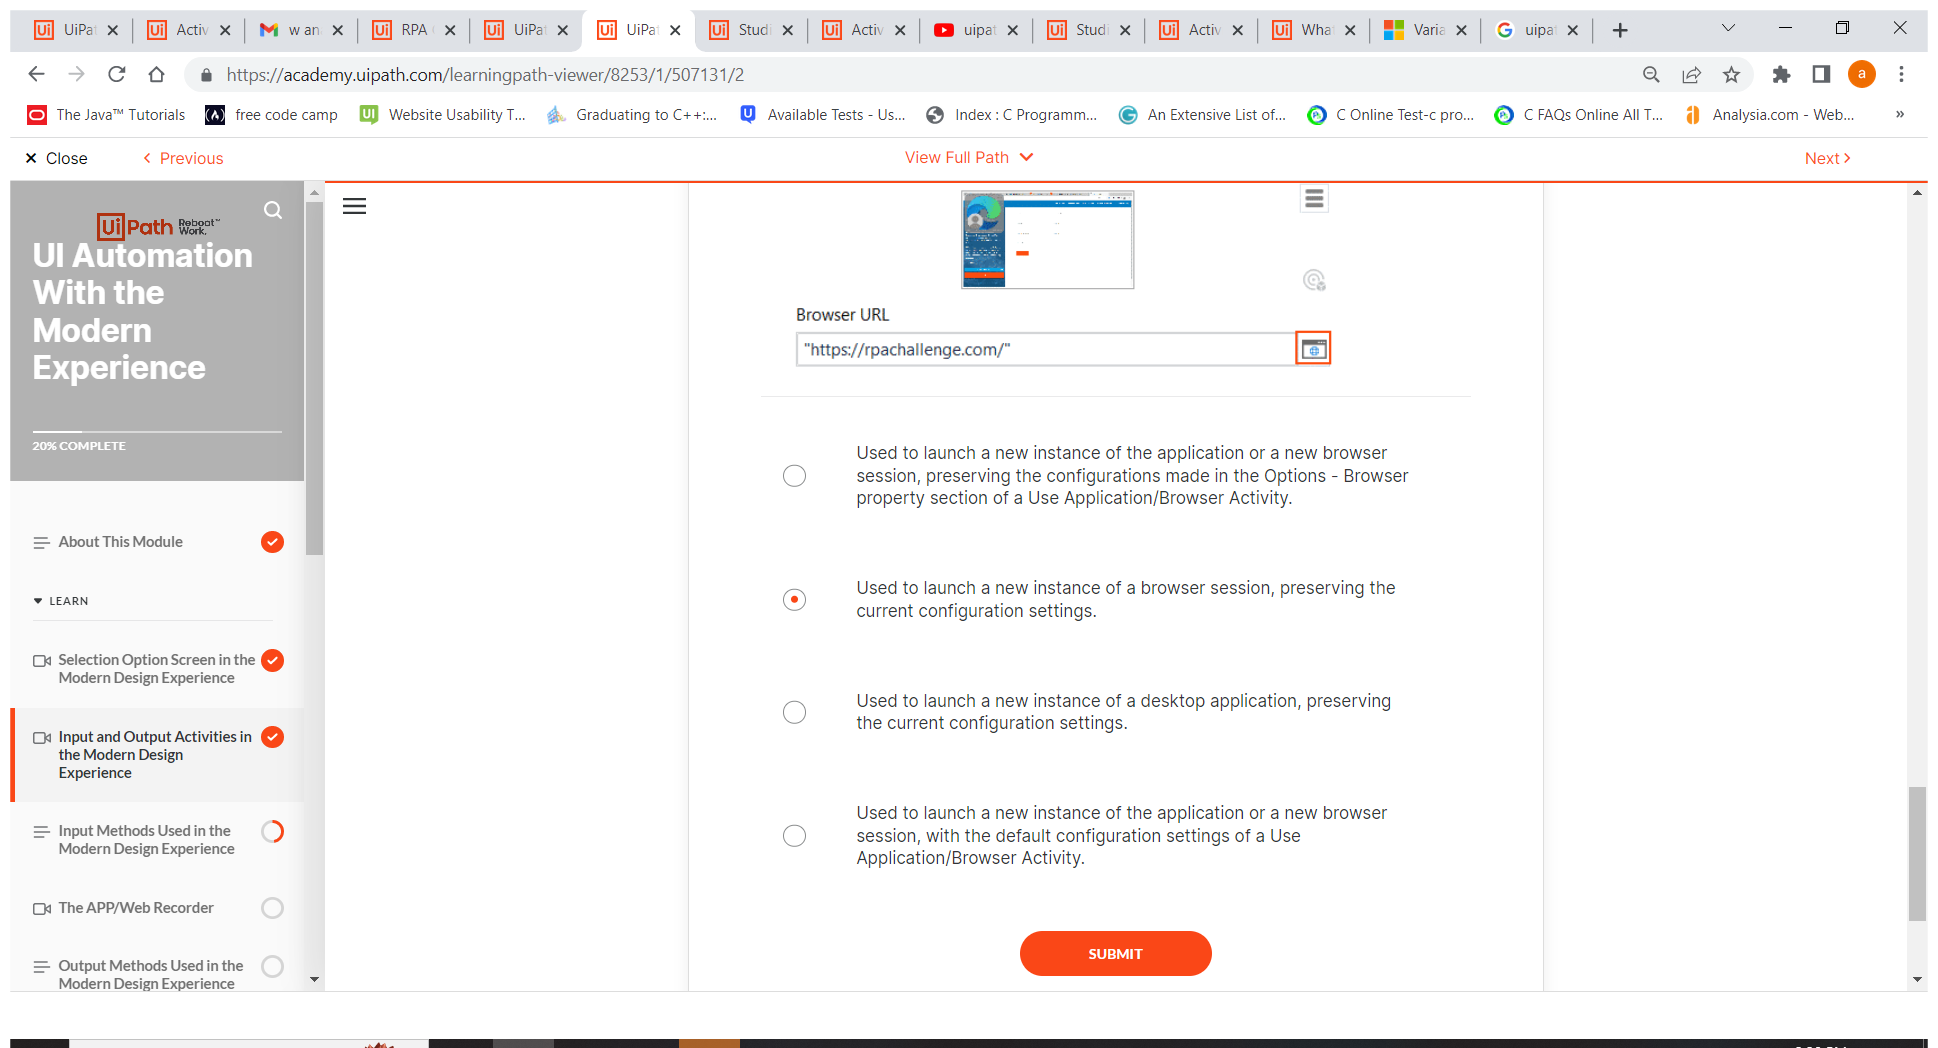 UiPat
Activ
w an
RPA
UiPat
UiPat
Studi
Activ
uipat
Studi
Activ
What
Varia
uipat
https://academy.uipath.com/learningpath-viewer/8253/1/507131/2
a
The Java™ Tutorials
free code camp
Website Usability T...
Graduating to C++:...
Available Tests - Us...
Index : C Programm...
An Extensive List of...
C Online Test-c pro...
C FAQs Online All T...
Analysia.com - Web...
»
Close
Previous
View Full Path
Next
UiPath Reboot™ Work.
UI Automation
With the
Modern
Experience
20% COMPLETE
About This Module
LEARN
Selection Option Screen in the
Modern Design Experience
Input and Output Activities in
the Modern Design
Experience
Input Methods Used in the
Modern Design Experience
The APP/Web Recorder
Output Methods Used in the
Modern Design Experience
Browser URL
"https://rpachallenge.com/"
Used to launch a new instance of the application or a new browser
session, preserving the configurations made in the Options - Browser
property section of a Use Application/Browser Activity.
Used to launch a new instance of a browser session, preserving the
current configuration settings.
Used to launch a new instance of a desktop application, preserving
the current configuration settings.
Used to launch a new instance of the application or a new browser
session, with the default configuration settings of a Use
Application/Browser Activity.
SUBMIT